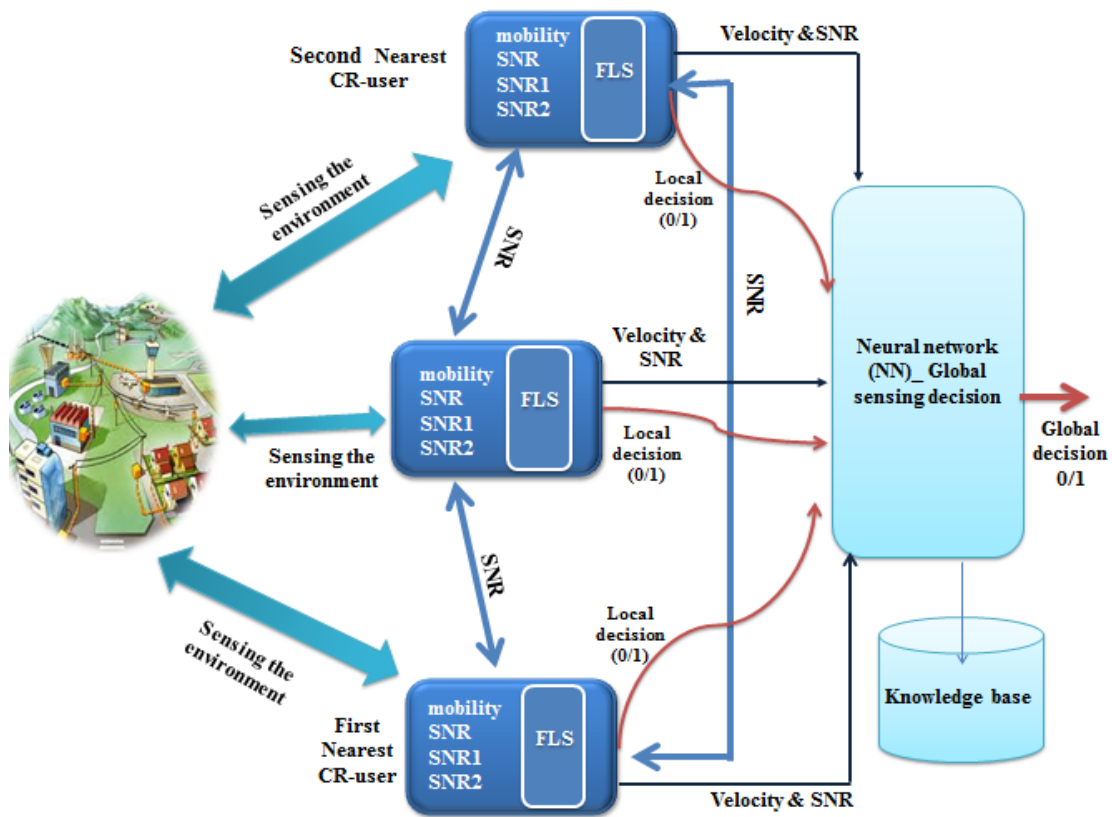 Second Nearest
CR-user
mobility
SNR
SNR1
SNR2
FLS
Velocity &SNR
Sensing the
environment
SNR
Local
decision
(0/1)
SNR
Velocity &
SNR
mobility
SNR
SNR1
SNR2
FLS
Sensing the
environment
Local
decision
(0/1)
Neural network
(NN)_ Global
sensing decision
Global
decision
0/1
SNR
Sensing the
environment
Local
decision
(0/1)
First
Nearest
CR-user
mobility
SNR
SNR1
SNR2
FLS
Velocity & SNR
Knowledge base